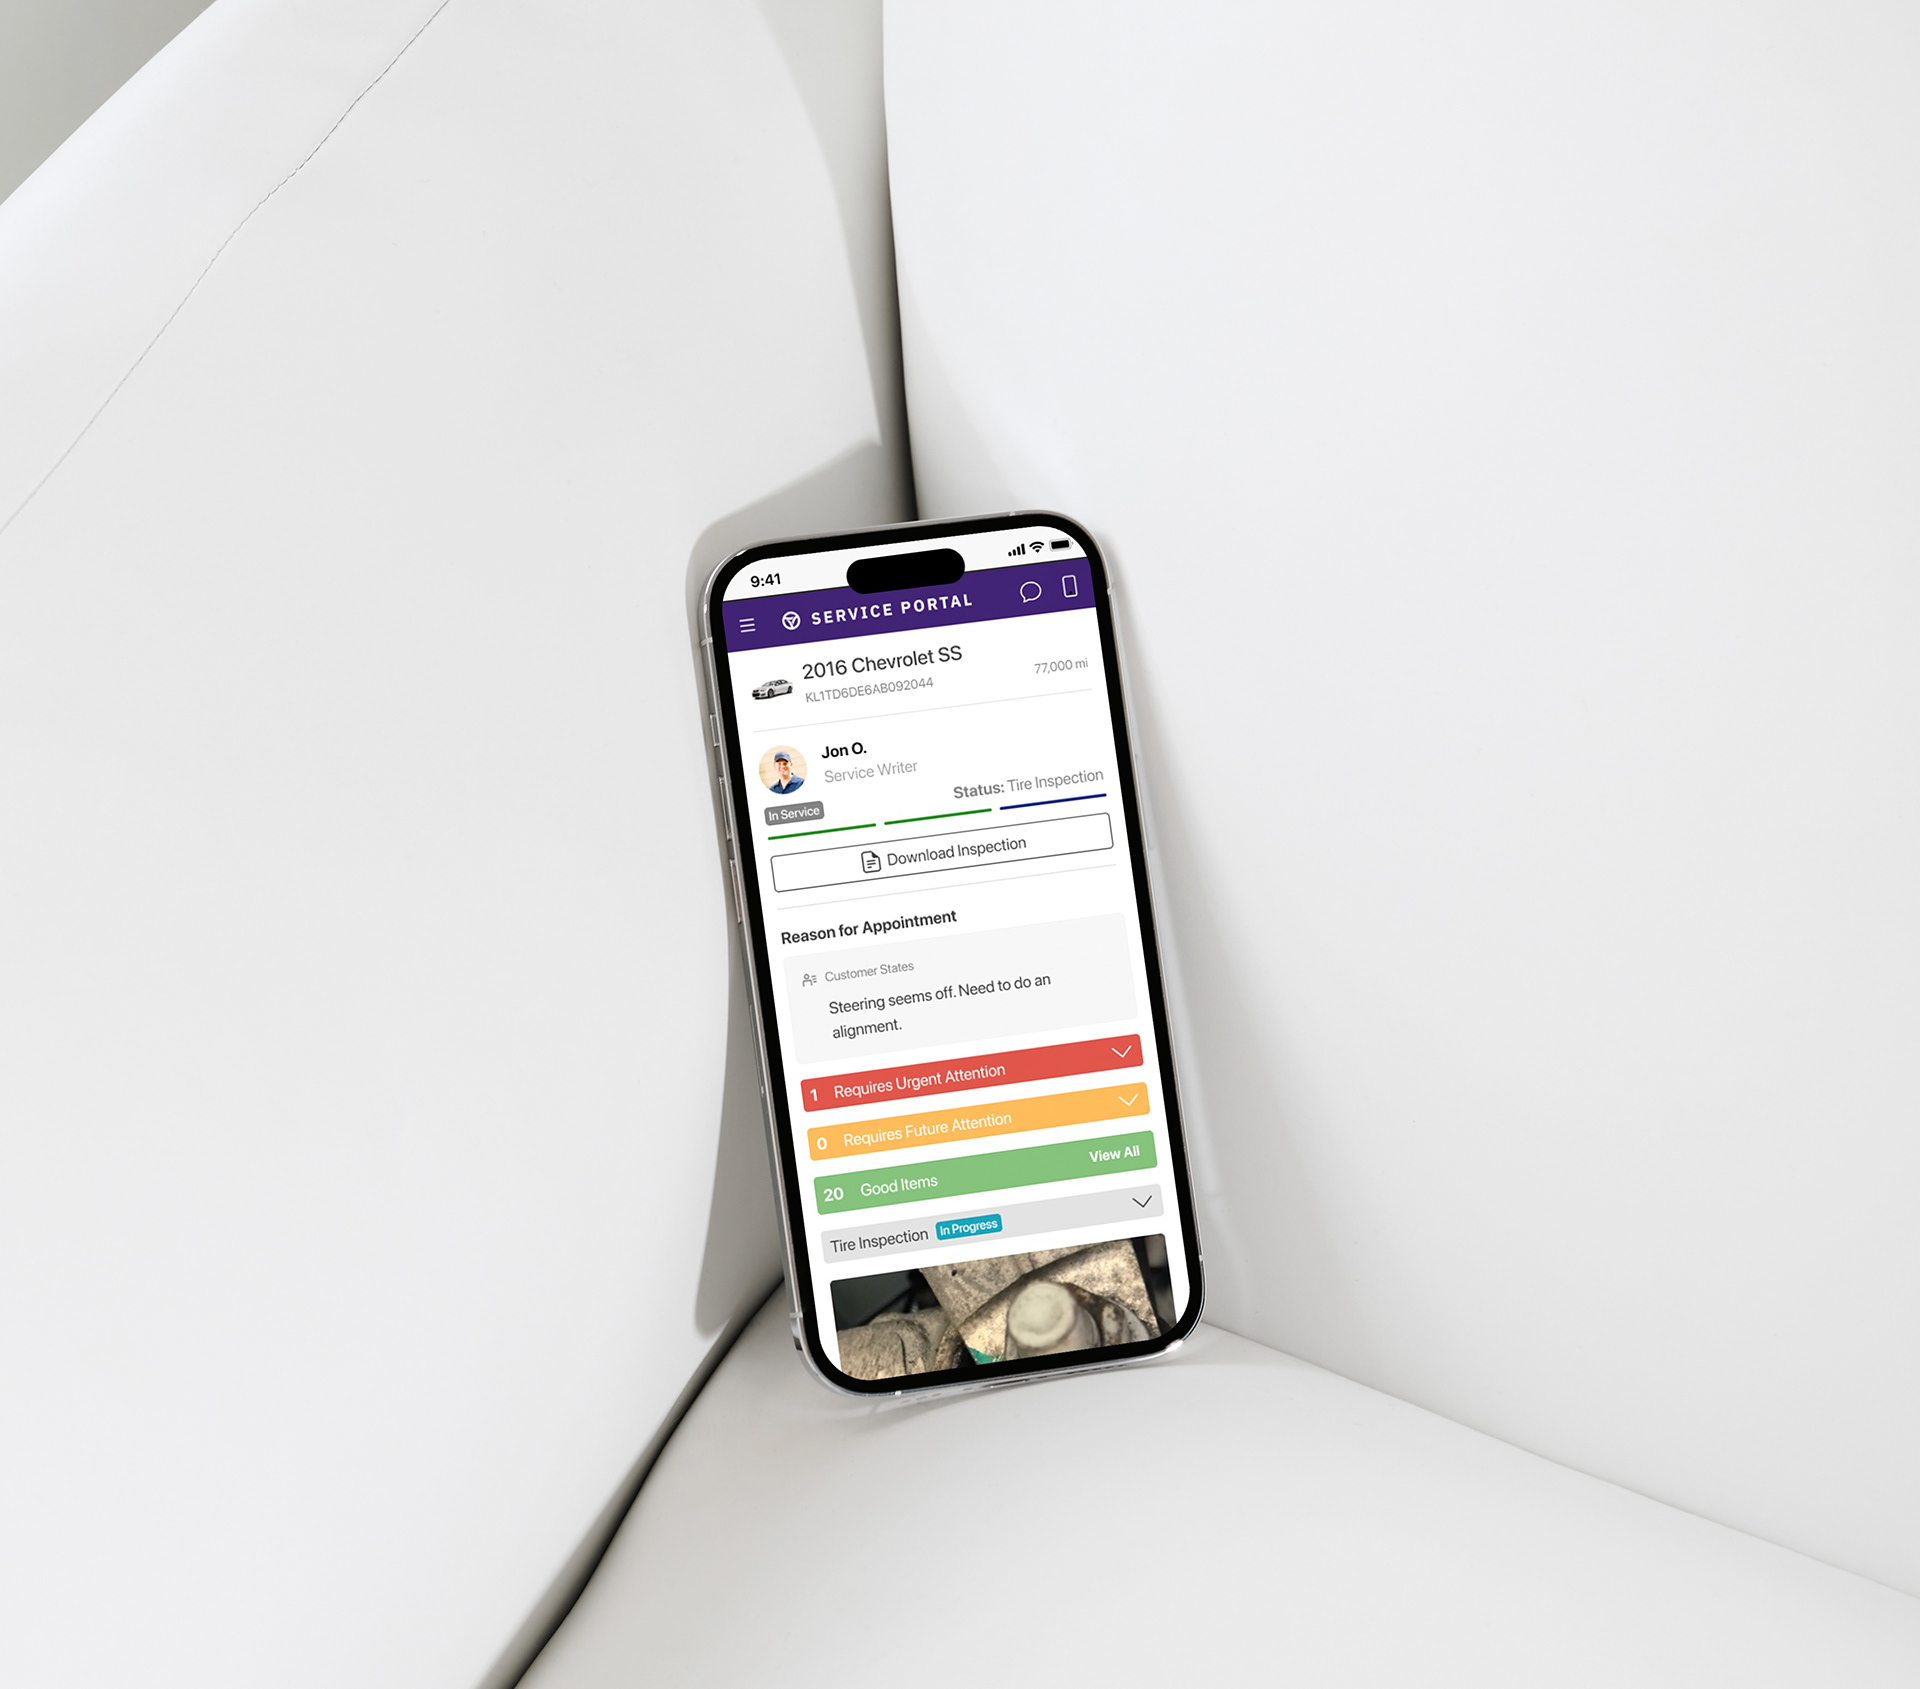 9:41
SERVICE PORTAL
2016 Chevrolet SS
77,000 mi
KL1TD6DE6AB092044
Jon O.
Service Writer
Status: Tire Inspection
In Service
Download Inspection
Reason for Appointment
Customer States
Steering seems off. Need to do an
alignment.
1 Requires Urgent Attention
0 Requires Future Attention
20 Good Items View All
Tire Inspection In Progress